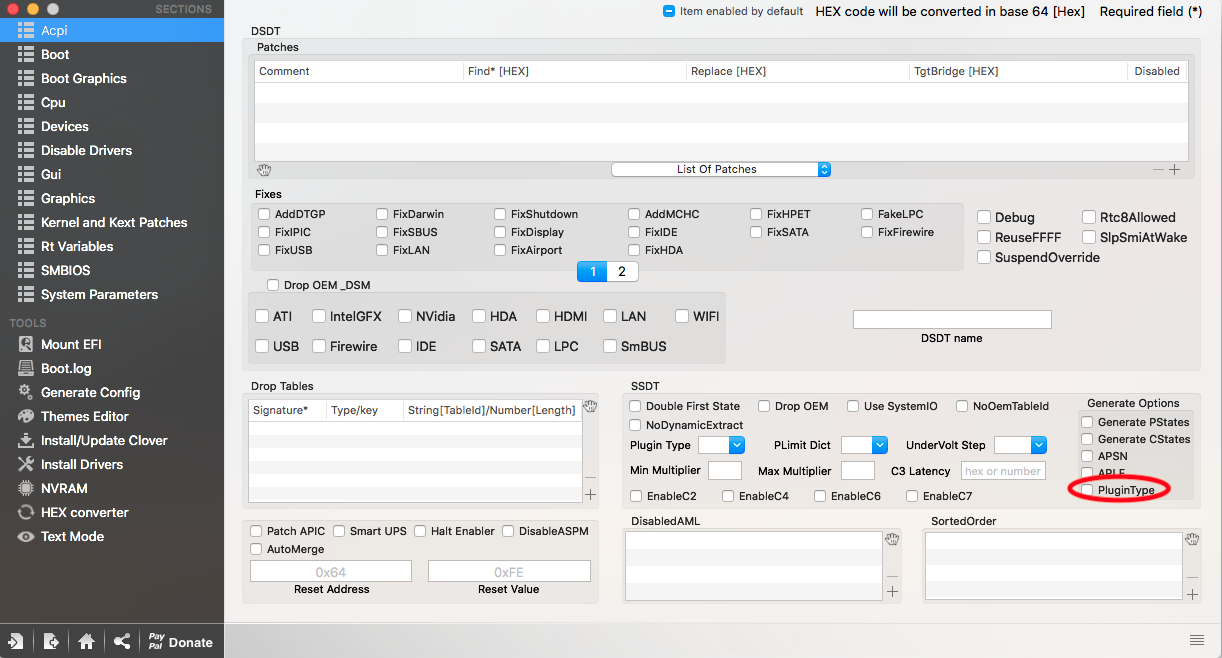 SECTIONS
Acpi
Boot
Boot Graphics
Cpu
Devices
Disable Drivers
Gui
Graphics
Kernel and Kext Patches
Rt Variables
SMBIOS
System Parameters
TOOLS
Mount EFI
Boot.log
Generate Config
Themes Editor
Install/Update Clover
Install Drivers
NVRAM
HEX converter
Text Mode
Pay
Pal
Donate
Item enabled by default HEX code will be converted in base 64 [Hex] Required field (*)
DSDT
Patches
Comment Find* [HEX] Replace [HEX] TgtBridge [HEX] Disabled
List Of Patches
Fixes
AddDTGP FixDarwin FixShutdown AddMCHC FixHPET FakeLPC
FixIPIC FixSBUS FixDisplay FixIDE FixSATA FixFirewire
FixUSB FixLAN FixAirport FixHDA
Debug Rtc8Allowed
ReuseFFFF SlpSmiAtWake
SuspendOverride
1 2
Drop OEM _DSM
ATI IntelGFX NVidia HDA HDMI LAN WIFI
USB Firewire IDE SATA LPC SmBUS
DSDT name
Drop Tables
Signature* Type/key String[TableId]/Number[Length]
SSDT
Double First State Drop OEM Use SystemIO NoOemTableId
NoDynamicExtract
Plugin Type PLimit Dict UnderVolt Step
Min Multiplier Max Multiplier C3 Latency hex or number
EnableC2 EnableC4 EnableC6 EnableC7
Generate Options
Generate PStates
Generate CStates
APSN
APLF
PluginType
Patch APIC Smart UPS Halt Enabler DisableASPM
AutoMerge
0x64 0xFE
Reset Address Reset Value
DisabledAML
SortedOrder